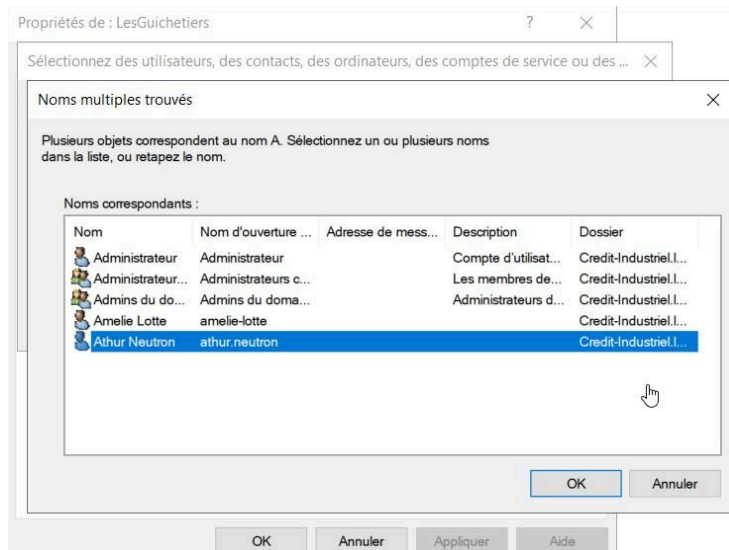 Propriétés de : LesGuichetiers ?
Sélectionnez des utilisateurs, des contacts, des ordinateurs, des comptes de service ou des ...
Noms multiples trouvés
Plusieurs objets correspondent au nom A. Sélectionnez un ou plusieurs noms
dans la liste, ou retapez le nom.
Noms correspondants :
Nom Nom d'ouverture ... Adresse de mess... Description Dossier
Administrateur Administrateur Compte d'utilisat... Credit-Industriel.l...
Administrateur... Administrateurs c... Les membres de... Credit-Industriel.l...
Admins du do... Admins du doma... Administrateurs d... Credit-Industriel.l...
Amelie Lotte amelie-lotte Credit-Industriel.l...
Athur Neutron athur.neutron Credit-Industriel.l...
OK Annuler
OK Annuler Appliquer Aide